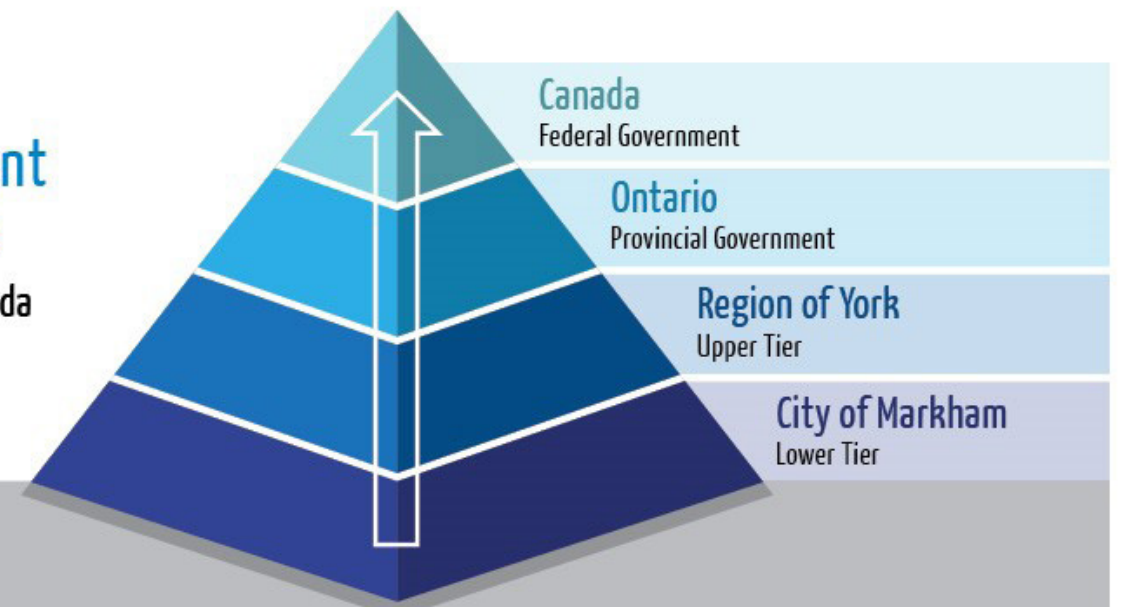 nt
da
Canada
Federal Government
Ontario
Provincial Government
Region of York
Upper Tier
City of Markham
Lower Tier